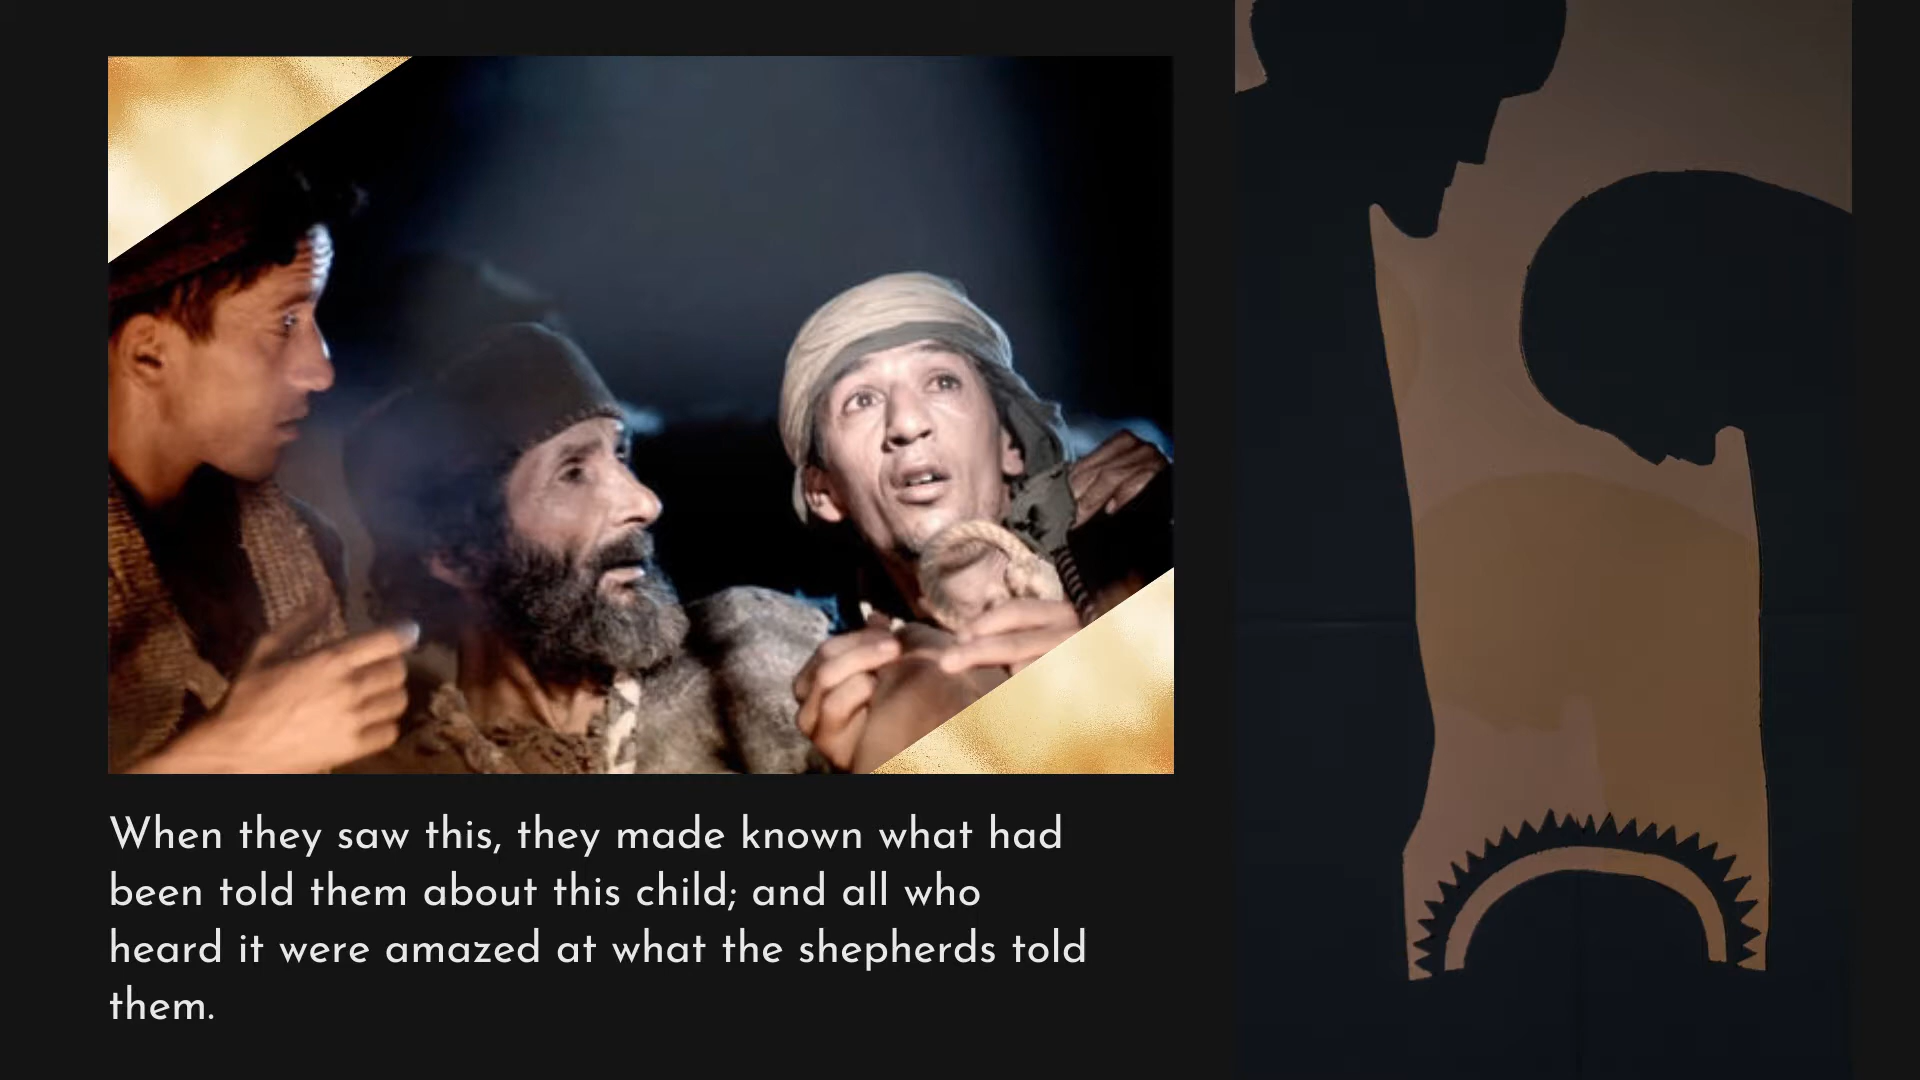 When they saw this, they made known what had
been told them about this child; and all who
heard it were amazed at what the shepherds told
them.